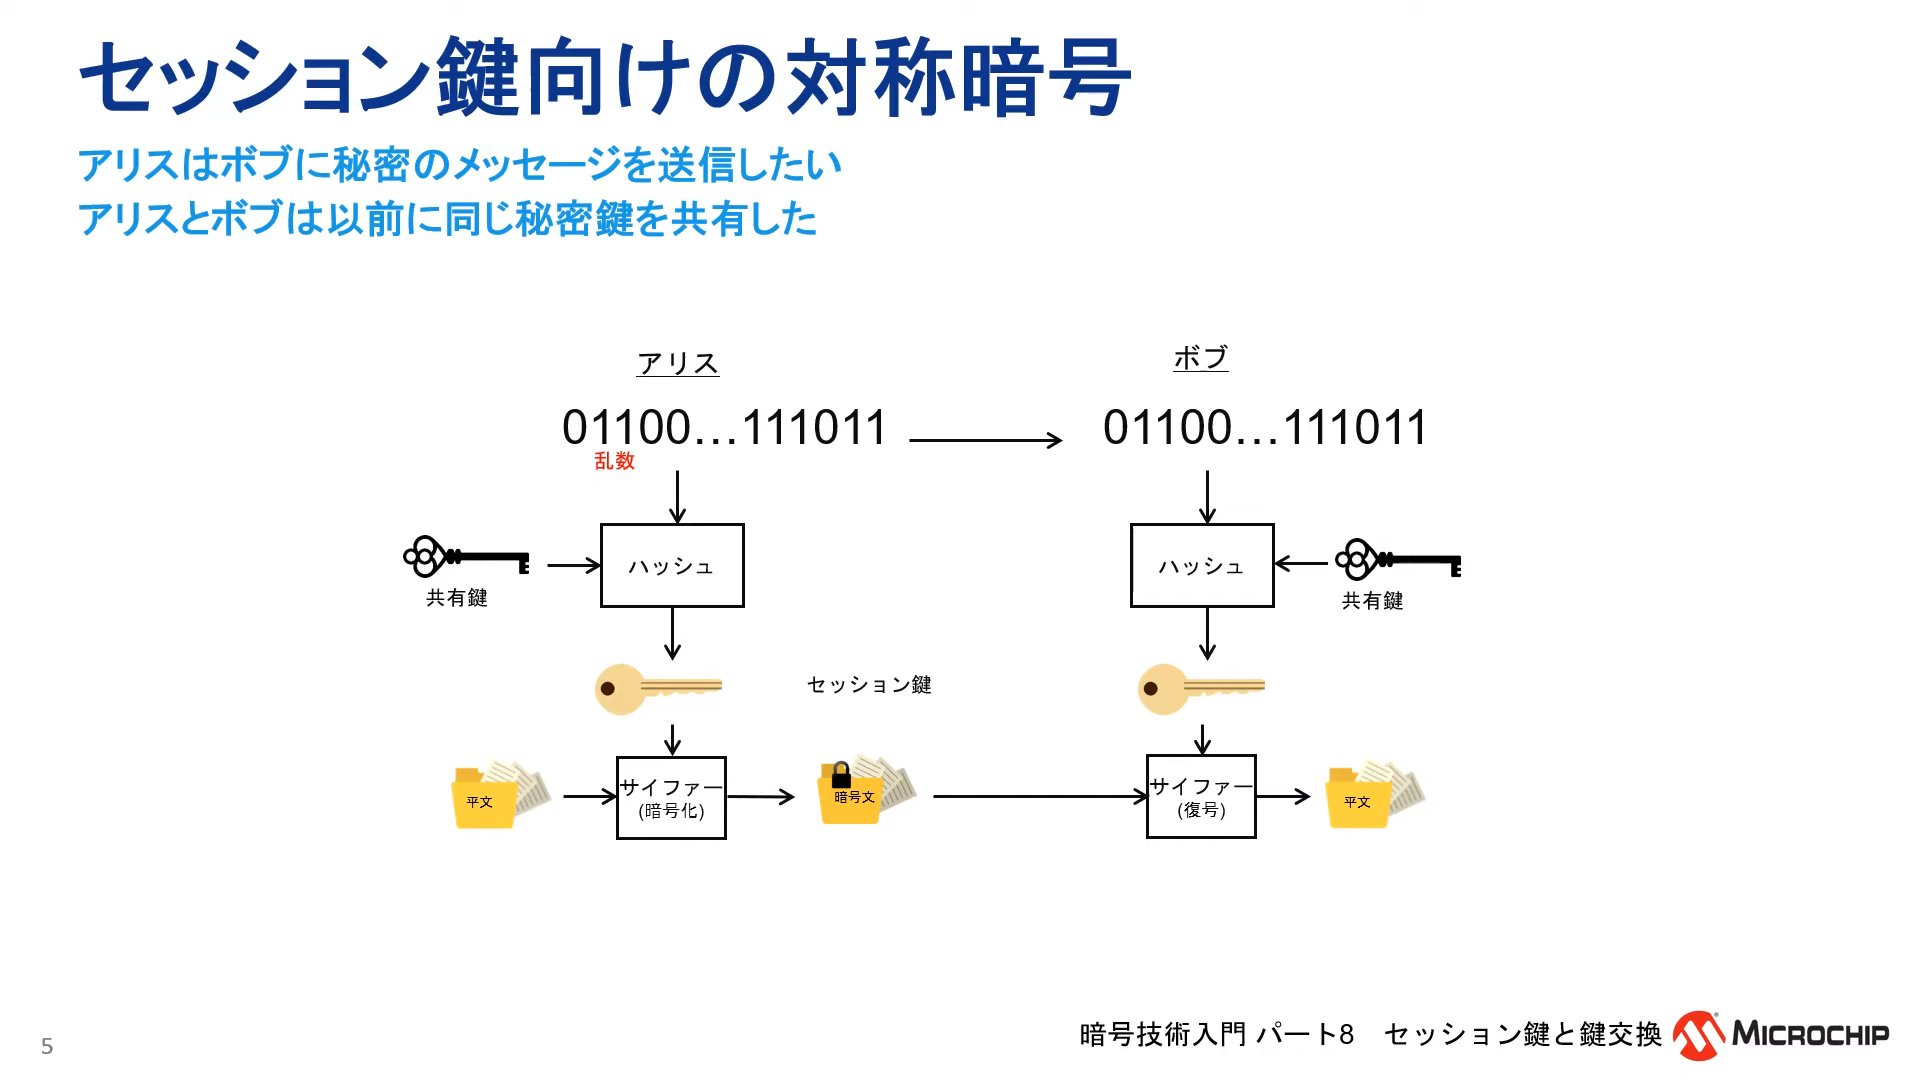 セッション鍵向けの対称暗号
アリスはボブに秘密のメッセージを送信したい
アリスとボブは以前に同じ秘密鍵を共有した
アリス
ボブ
01100...111011
01100...111011
乱数
ハッシュ
ハッシュ
共有鍵
共有鍵
セッション鍵
平文
サイファー
(暗号化)
暗号文
サイファー
(復号)
平文
5
暗号技術入門 パート8　セッション鍵と鍵交換
MICROCHIP